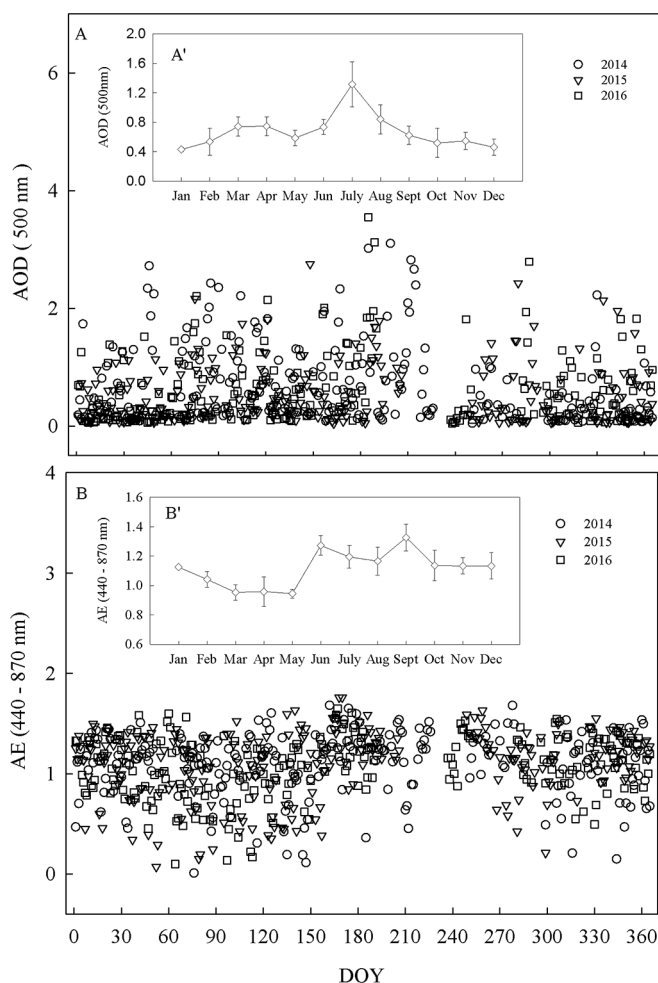 A
A'
2014
2015
2016
AOD (500nm)
2.0
1.6
1.2
0.8
0.4
0.0
Jan Feb Mar Apr May Jun July Aug Sept Oct Nov Dec
AOD ( 500 nm )
6
4
2
0
B
B'
2014
2015
2016
AE (440 - 870 nm)
1.6
1.4
1.2
1.0
0.8
0.6
Jan Feb Mar Apr May Jun July Aug Sept Oct Nov Dec
AE (440 - 870 nm)
4
3
2
1
0
0 30 60 90 120 150 180 210 240 270 300 330 360
DOY